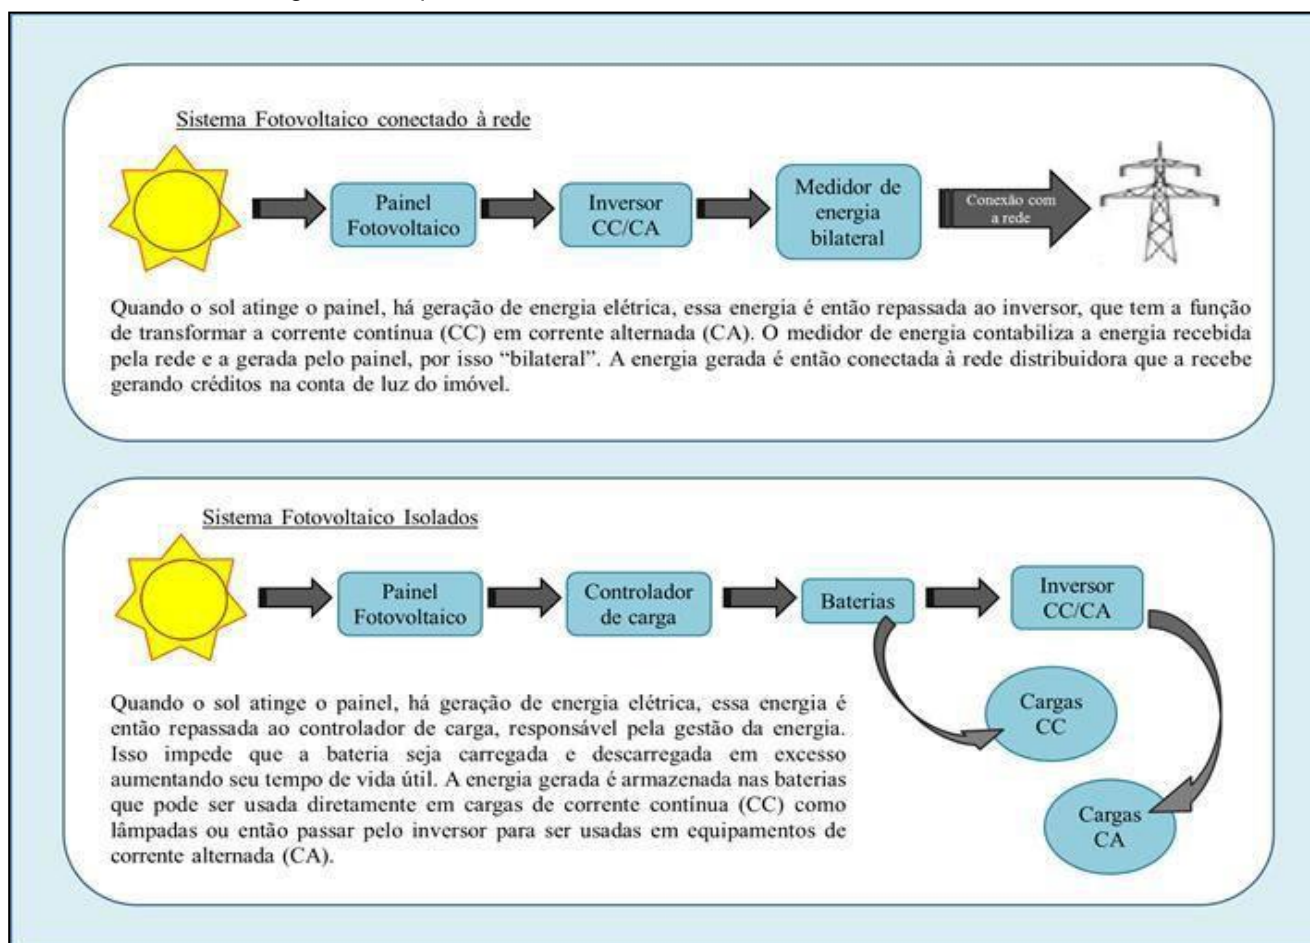 Sistema Fotovoltaico conectado à rede
Painel
Fotovoltaico
Inversor
CC/CA
Medidor de
energia
bilateral
Conexão com
a rede
Quando o sol atinge o painel, há geração de energia elétrica, essa energia é então repassada ao inversor, que tem a função
de transformar a corrente contínua (CC) em corrente alternada (CA). O medidor de energia contabiliza a energia recebida
pela rede e a gerada pelo painel, por isso “bilateral”. A energia gerada é então conectada à rede distribuidora que a recebe
gerando créditos na conta de luz do imóvel.
Sistema Fotovoltaico Isolados
Painel
Fotovoltaico
Controlador
de carga
Baterias
Inversor
CC/CA
Cargas
CC
Cargas
CA
Quando o sol atinge o painel, há geração de energia elétrica, essa energia é
então repassada ao controlador de carga, responsável pela gestão da energia.
Isso impede que a bateria seja carregada e descarregada em excesso
aumentando seu tempo de vida útil. A energia gerada é armazenada nas baterias
que pode ser usada diretamente em cargas de corrente contínua (CC) como
lâmpadas ou então passar pelo inversor para ser usadas em equipamentos de
corrente alternada (CA).